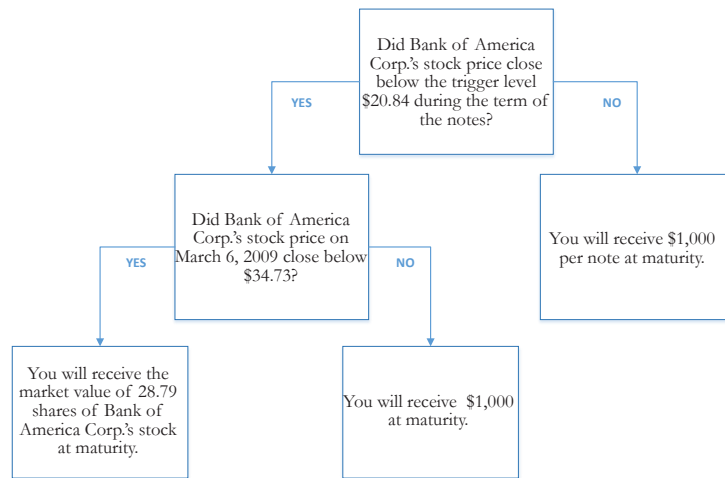 Did Bank of America
Corp.'s stock price close
below the trigger level
$20.84 during the term of
the notes?
YES
NO
Did Bank of America
Corp.'s stock price on
March 6, 2009 close below
$34.73?
You will receive $1,000
per note at maturity.
YES
NO
You will receive the
market value of 28.79
shares of Bank of
America Corp.'s stock
at maturity.
You will receive $1,000
at maturity.